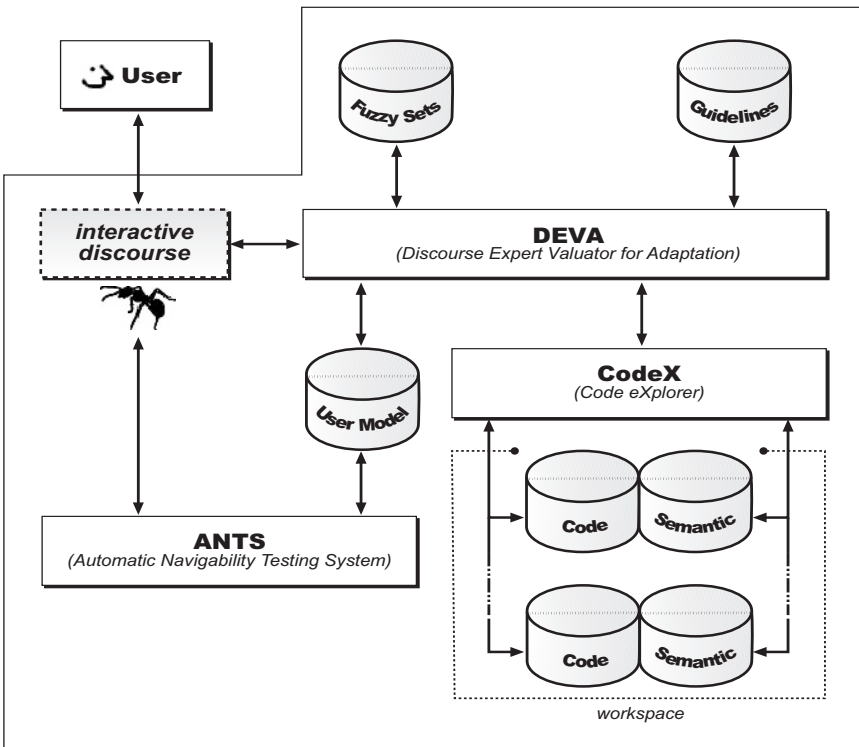 User
Fuzzy Sets
Guidelines
interactive
discourse
DEVA
(Discourse Expert Valuator for Adaptation)
User Model
CodeX
(Code eXplorer)
Code
Semantic
ANTS
(Automatic Navigability Testing System)
Code
Semantic
workspace